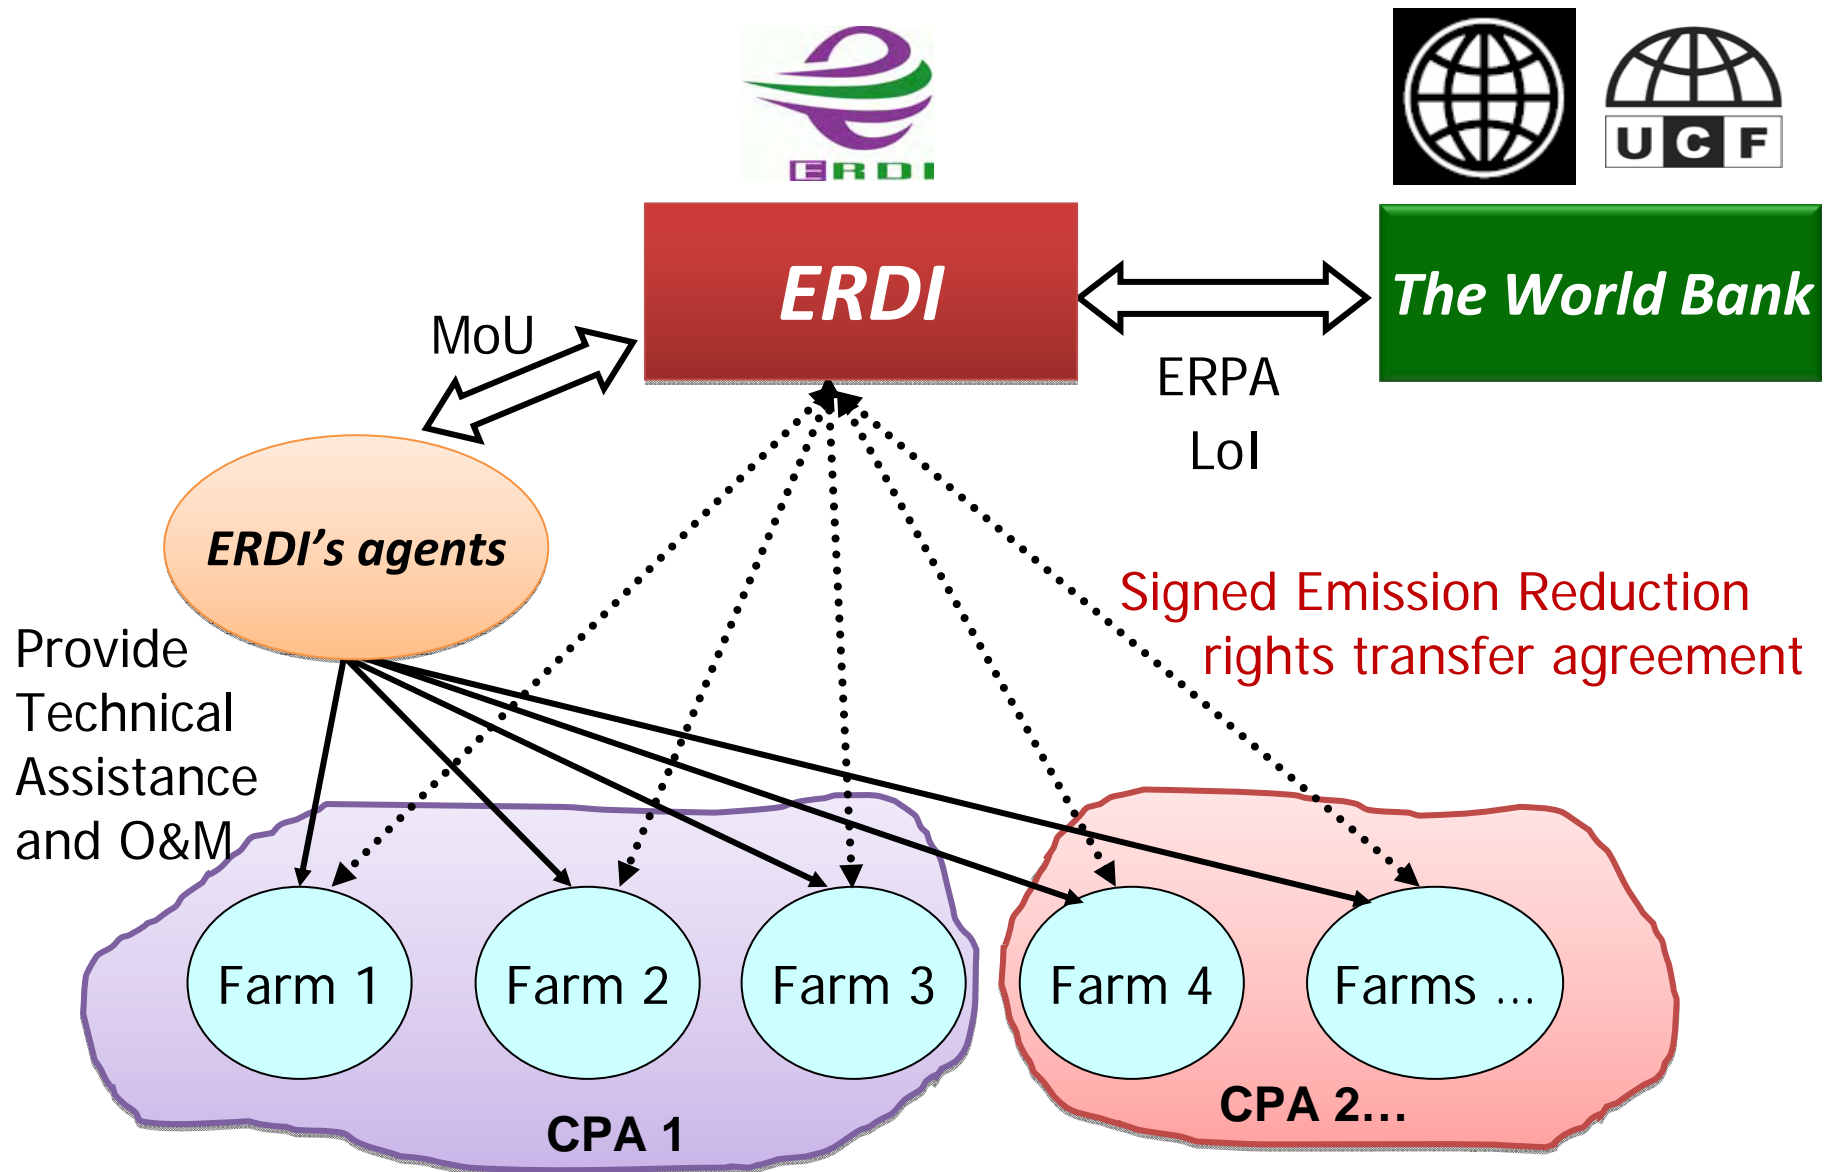 ERDI
UCF
ERDI
The World Bank
MoU
ERPA
LoI
ERDI's agents
Signed Emission Reduction
rights transfer agreement
Provide
Technical
Assistance
and O&M
Farm 1
Farm 2
Farm 3
Farm 4
Farms ...
CPA 1
CPA 2...